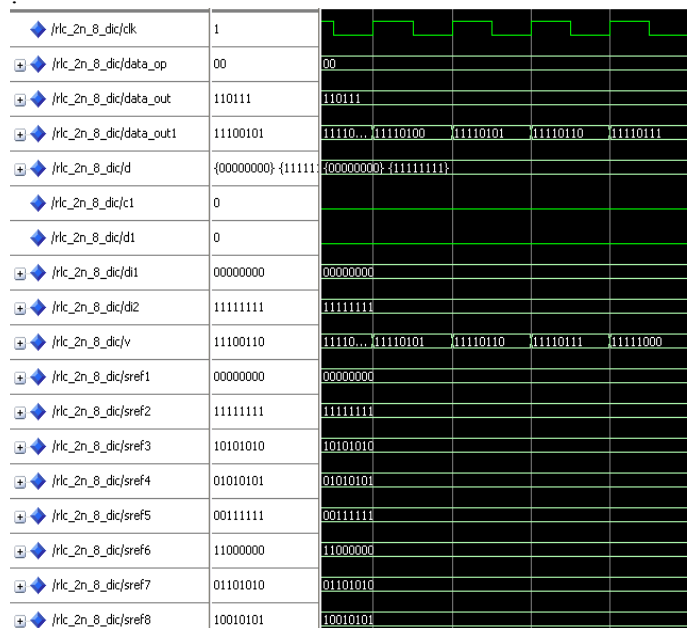 /rlc_2n_8_dic/clk 1
/rlc_2n_8_dic/data_op 00 00
/rlc_2n_8_dic/data_out 110111 110111
/rlc_2n_8_dic/data_out1 11100101 11110... 11110100 11110101 11110110 11110111
/rlc_2n_8_dic/d {00000000} {11111: {00000000} {11111111}
/rlc_2n_8_dic/c1 0
/rlc_2n_8_dic/d1 0
/rlc_2n_8_dic/di1 00000000 00000000
/rlc_2n_8_dic/di2 11111111 11111111
/rlc_2n_8_dic/v 11100110 11110... 11110101 11110110 11110111 11111000
/rlc_2n_8_dic/sref1 00000000 00000000
/rlc_2n_8_dic/sref2 11111111 11111111
/rlc_2n_8_dic/sref3 10101010 10101010
/rlc_2n_8_dic/sref4 01010101 01010101
/rlc_2n_8_dic/sref5 00111111 00111111
/rlc_2n_8_dic/sref6 11000000 11000000
/rlc_2n_8_dic/sref7 01101010 01101010
/rlc_2n_8_dic/sref8 10010101 10010101